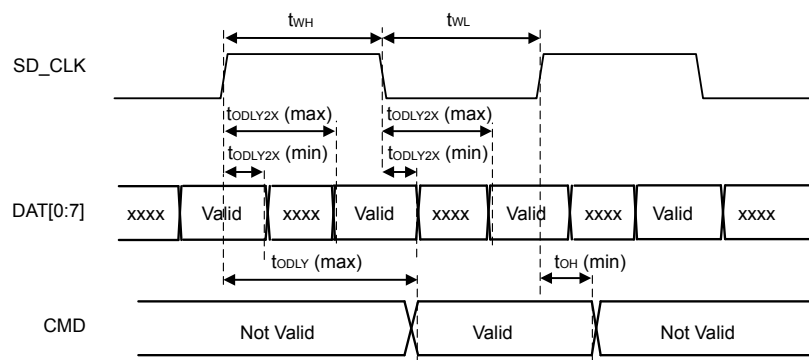 tWH tWL
SD_CLK
tODLY2X (max) tODLY2X (max)
tODLY2X (min) tODLY2X (min)
DAT[0:7] xxxx Valid xxxx Valid xxxx Valid xxxx Valid xxxx
tODLY (max) tOH (min)
CMD Not Valid Valid Not Valid